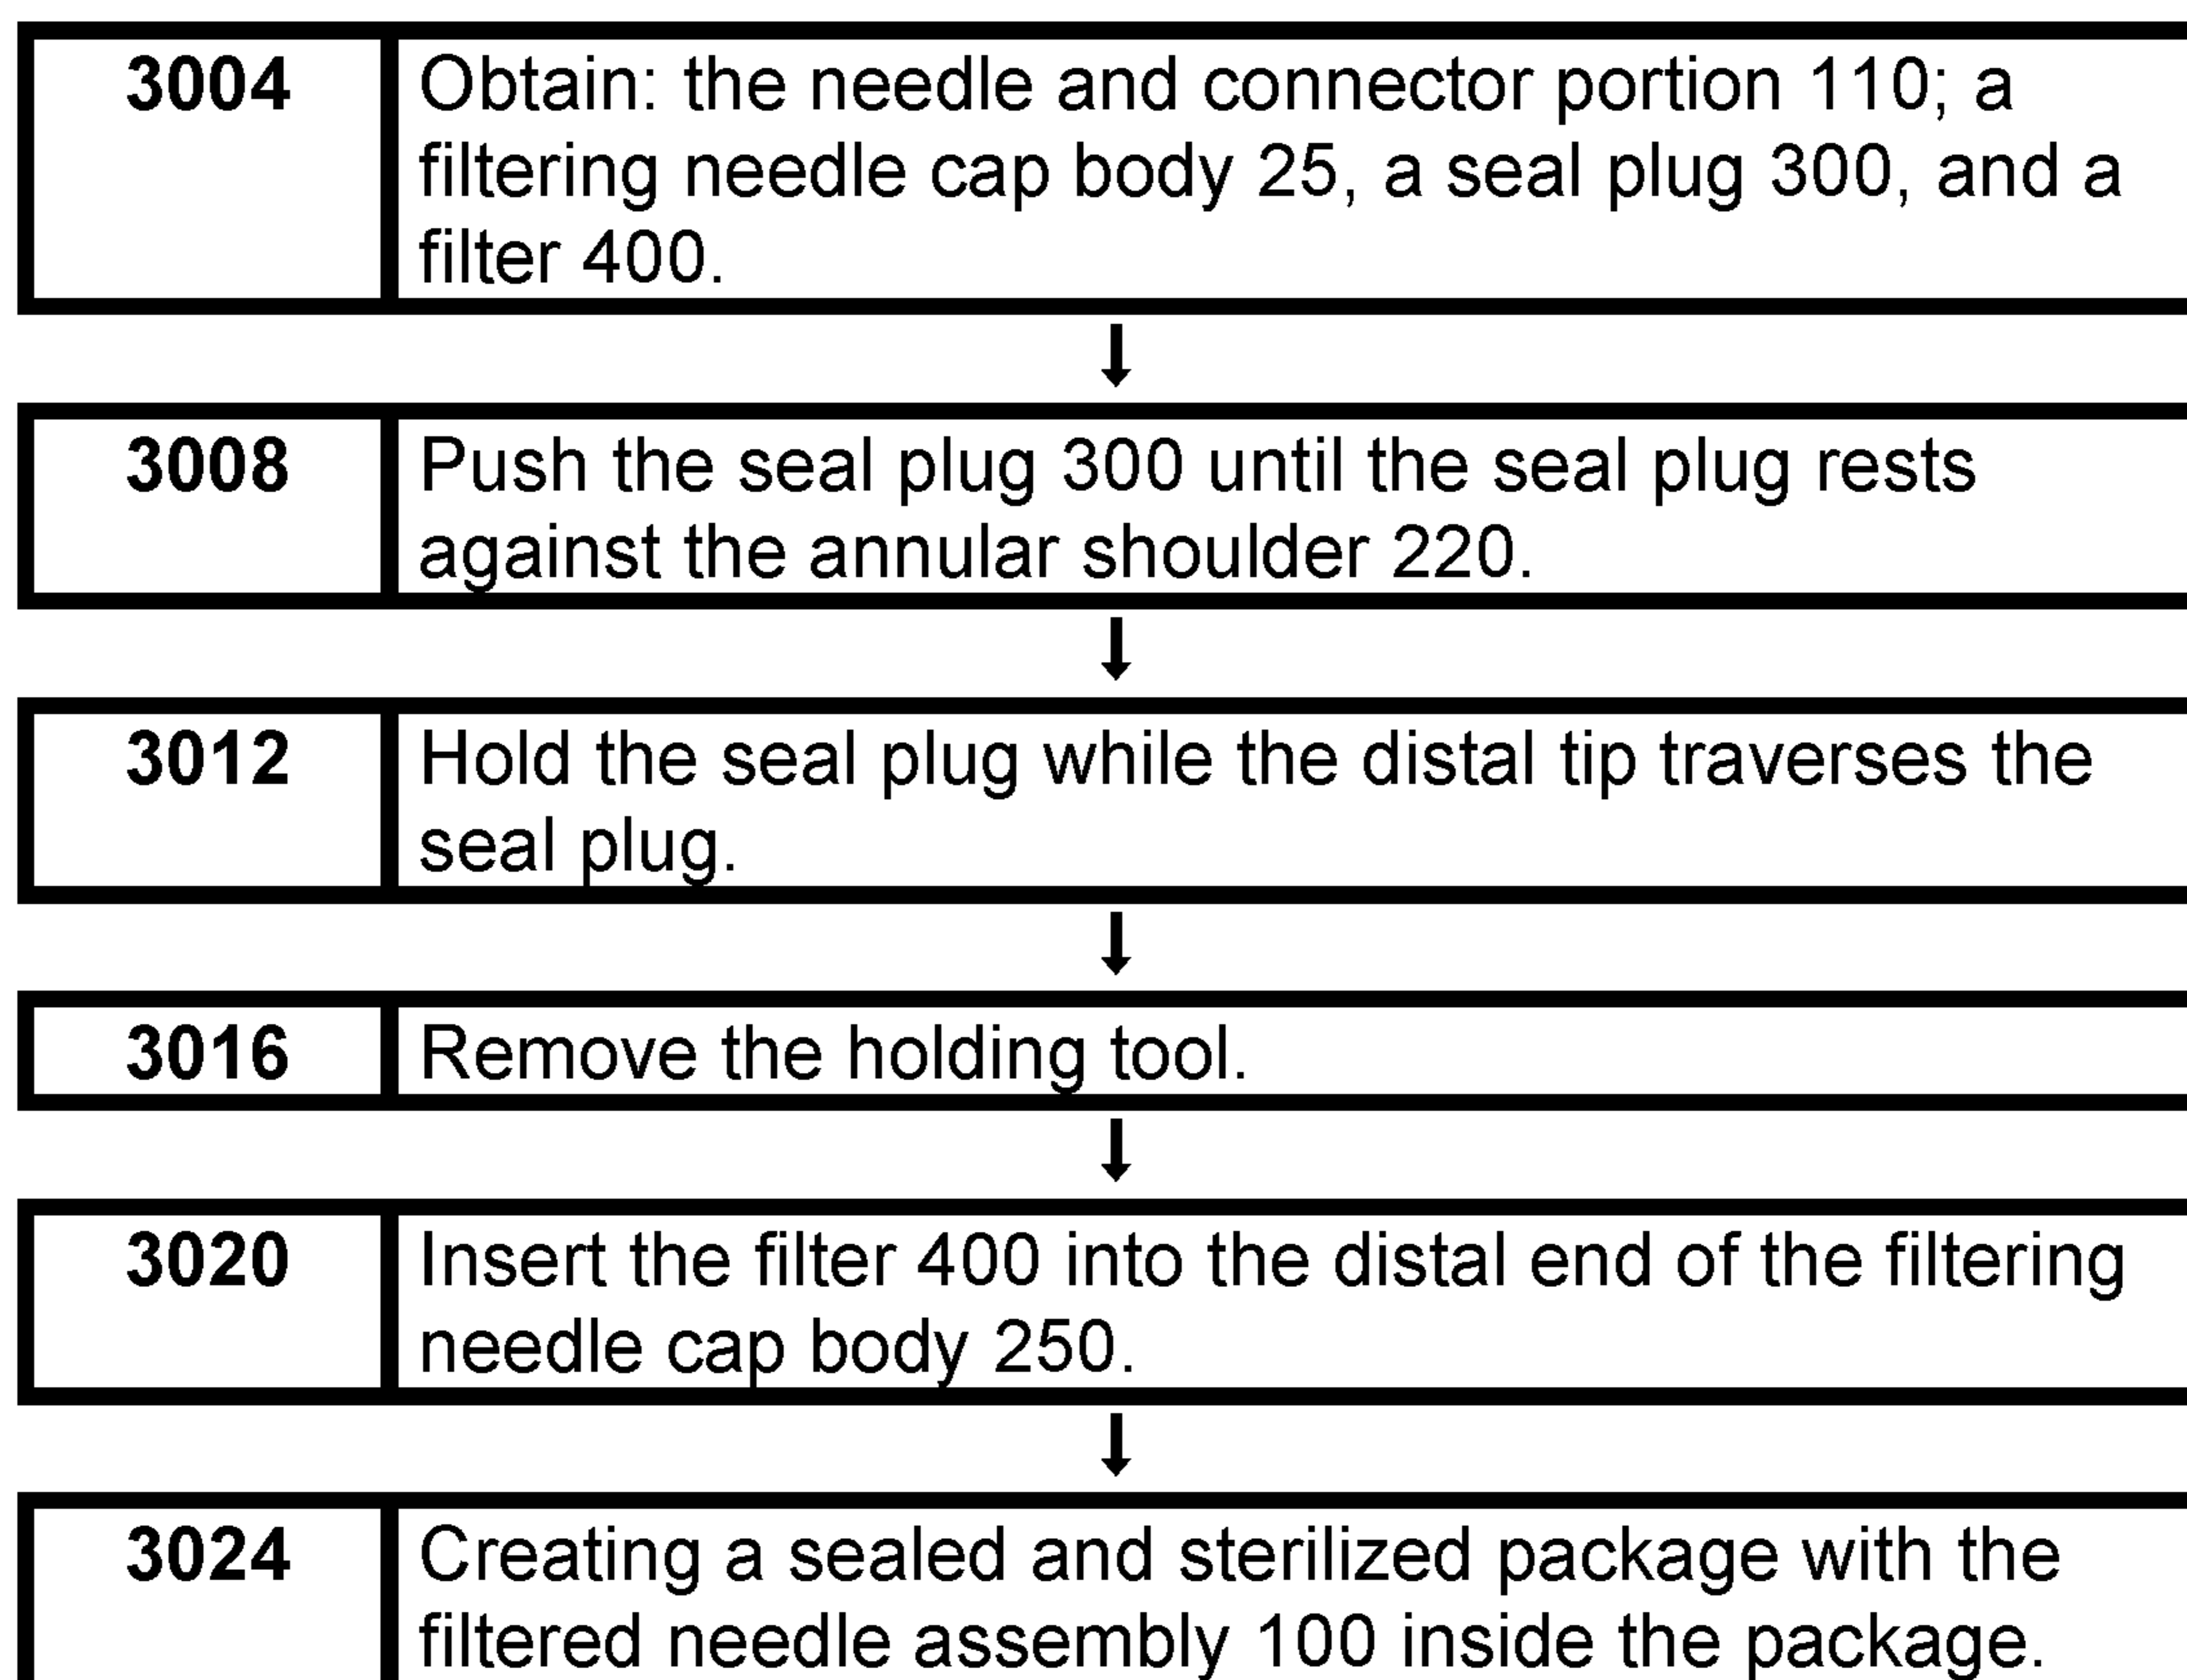 3004 Obtain: the needle and connector portion 110; a
filtering needle cap body 25, a seal plug 300, and a
filter 400.
3008 Push the seal plug 300 until the seal plug rests
against the annular shoulder 220.
3012 Hold the seal plug while the distal tip traverses the
seal plug.
3016 Remove the holding tool.
3020 Insert the filter 400 into the distal end of the filtering
needle cap body 250.
3024 Creating a sealed and sterilized package with the
filtered needle assembly 100 inside the package.